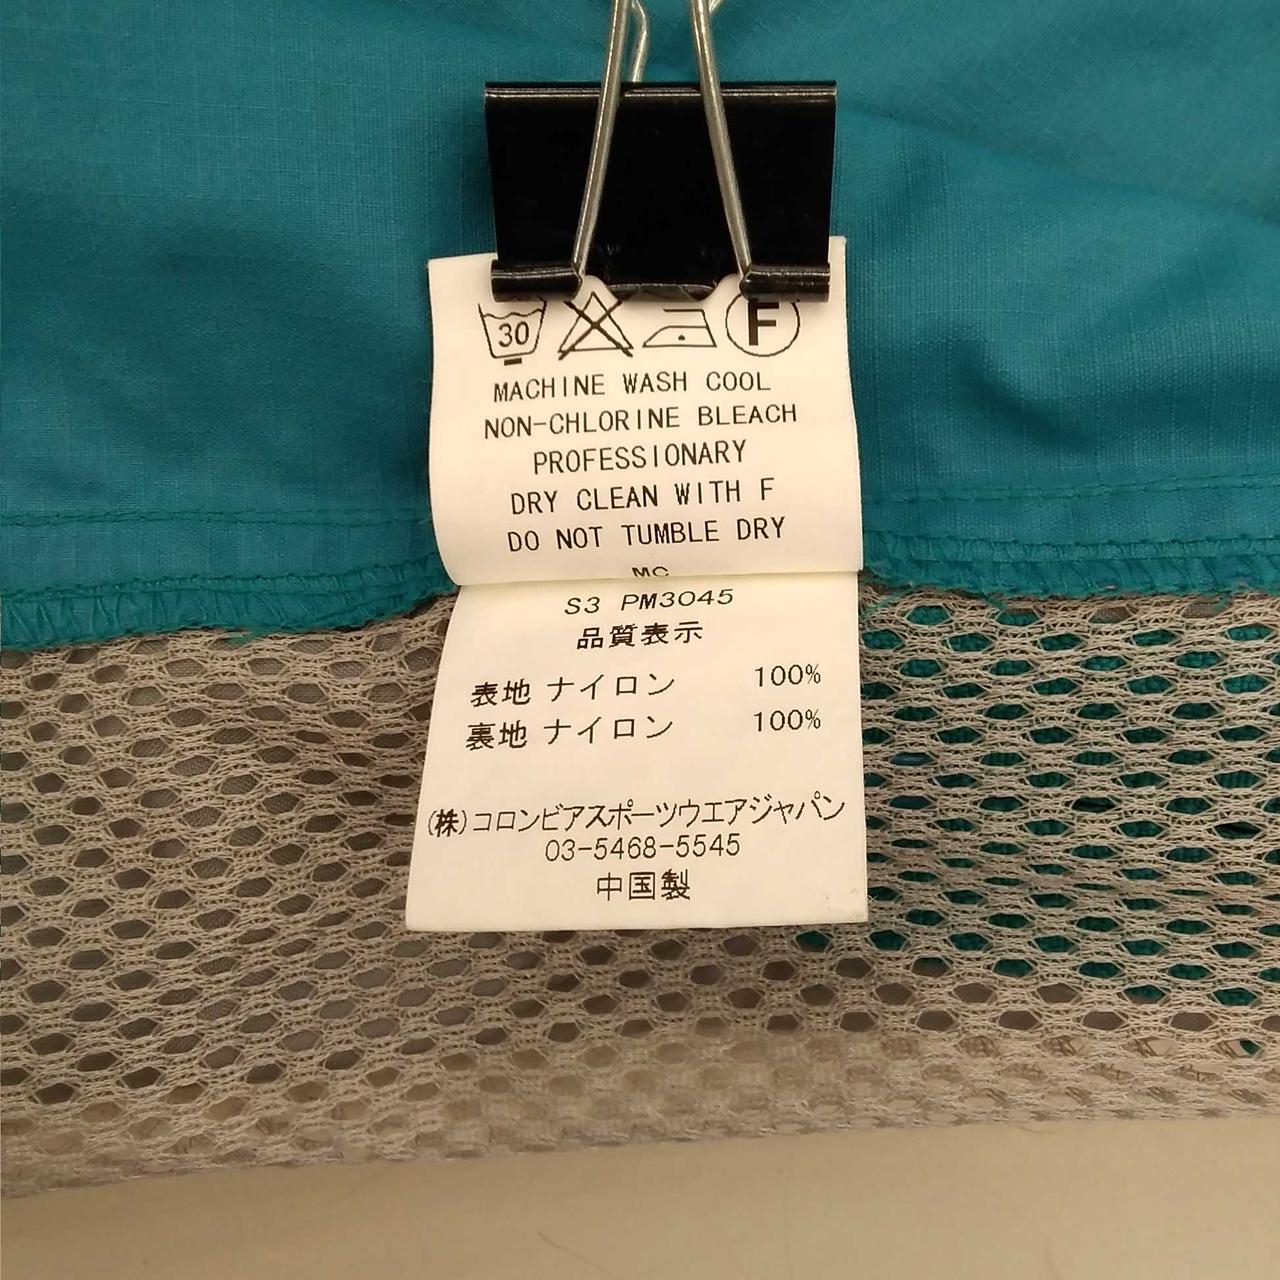 30
F
MACHINE WASH COOL
NON-CHLORINE BLEACH
PROFESSIONARY
DRY CLEAN WITH F
DO NOT TUMBLE DRY
MC
S3 PM3045
品質表示
表地 ナイロン 100%
裏地 ナイロン 100%
(株)コロンビアスポーツウエアジャパン
03-5468-5545
中国製